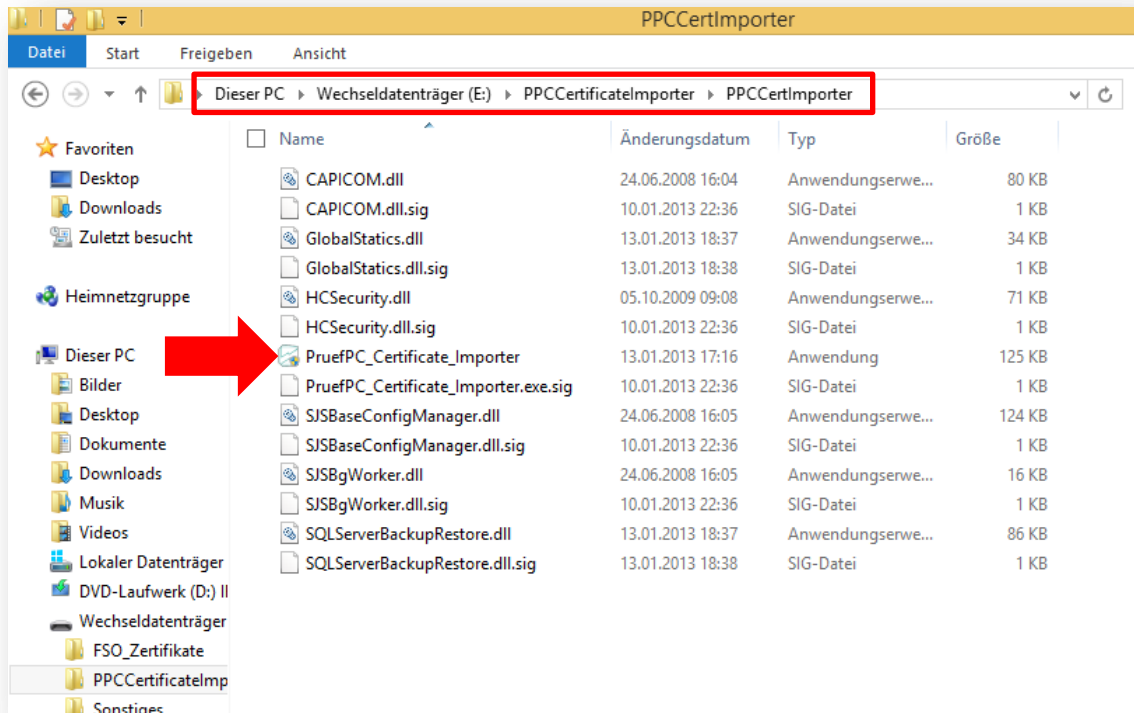 PPCCertImporter
Datei Start Freigeben Ansicht
Dieser PC Wechseldatenträger (E:) PPCCertificateImporter PPCCertImporter
Favoriten
Desktop
Downloads
Zuletzt besucht
Heimnetzgruppe
Dieser PC
Bilder
Desktop
Dokumente
Downloads
Musik
Videos
Lokaler Datenträger
DVD-Laufwerk (D:) II
Wechseldatenträger
FSO_Zertifikate
PPCCertificateImp
Sonstiges
Name Änderungsdatum Typ Größe
CAPICOM.dll 24.06.2008 16:04 Anwendungserwe... 80 KB
CAPICOM.dll.sig 10.01.2013 22:36 SIG-Datei 1 KB
GlobalStatics.dll 13.01.2013 18:37 Anwendungserwe... 34 KB
GlobalStatics.dll.sig 13.01.2013 18:38 SIG-Datei 1 KB
HCSecurity.dll 05.10.2009 09:08 Anwendungserwe... 71 KB
HCSecurity.dll.sig 10.01.2013 22:36 SIG-Datei 1 KB
PruefPC_Certificate_Importer 13.01.2013 17:16 Anwendung 125 KB
PruefPC_Certificate_Importer.exe.sig 10.01.2013 22:36 SIG-Datei 1 KB
SJSBaseConfigManager.dll 24.06.2008 16:05 Anwendungserwe... 124 KB
SJSBaseConfigManager.dll.sig 10.01.2013 22:36 SIG-Datei 1 KB
SJSBgWorker.dll 24.06.2008 16:05 Anwendungserwe... 16 KB
SJSBgWorker.dll.sig 10.01.2013 22:36 SIG-Datei 1 KB
SQLServerBackupRestore.dll 13.01.2013 18:37 Anwendungserwe... 86 KB
SQLServerBackupRestore.dll.sig 13.01.2013 18:38 SIG-Datei 1 KB